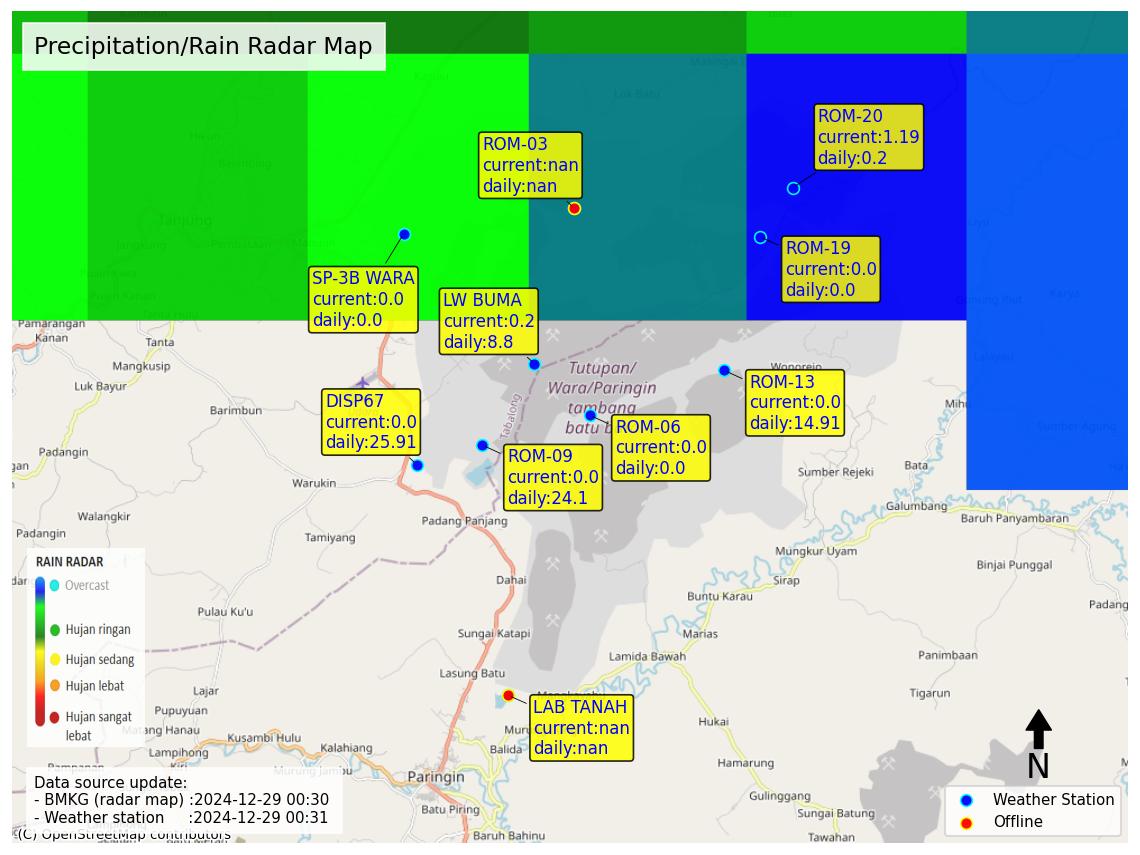 Precipitation/Rain Radar Map
Kasiau
Lok Batu
Tanjung
ROM-20
current:1.19
daily:0.2
ROM-03
current:nan
daily:nan
ROM-19
current:0.0
daily:0.0
SP-3B WARA
current:0.0
daily:0.0
LW BUMA
current:0.2
daily:8.8
Pamarangan
Kanan
Tanta
Mangkusip
Luk Bayur
Barimbun
Padangin
Tutupan/
Wara/Paringin
tambang
batu b
Tabalong
Wonorejo
ROM-13
current:0.0
daily:14.91
DISP67
current:0.0
daily:25.91
ROM-06
current:0.0
daily:0.0
ROM-09
current:0.0
daily:24.1
Warukin
Sumber Rejeki
Bata
Galumbang
Baruh Panyambaran
Walangkir
Padangin
Tamiyang
Padang Panjang
Mungkur Uyam
Binjai Punggal
Dahai
Sirap
Buntu Karau
Padang
Pulau Ku'u
Sungai Katapi
Marias
Lamida Bawah
Panimbaan
Lasung Batu
Tigarun
Lajar
Pupuyuan
Matang Hanau
Hukai
LAB TANAH
current:nan
daily:nan
Kusambi Hulu
Lampihong
Kalahiang
Balida
Hamarung
Murung Jambu
Paringin
Gulinggang
Batu Piring
Sungai Batung
Baruh Bahinu
Tawahan
RAIN RADAR
Overcast
Hujan ringan
Hujan sedang
Hujan lebat
Hujan sangat
lebat
Data source update:
- BMKG (radar map) :2024-12-29 00:30
- Weather station :2024-12-29 00:31
(C) OpenStreetMap contributors
N
Weather Station
Offline